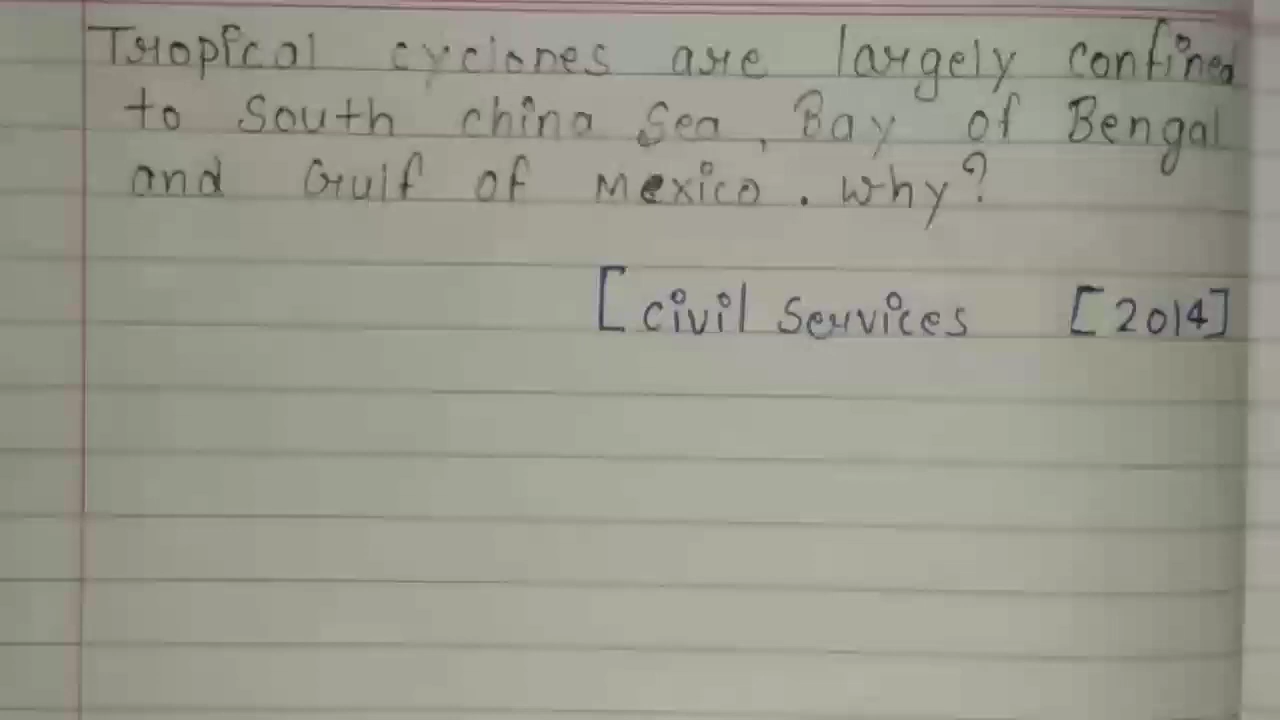 Tropical cyclones are largely confined
to South china Sea, Bay of Bengal
and Gulf of Mexico. Why?
[civil Services [2014]